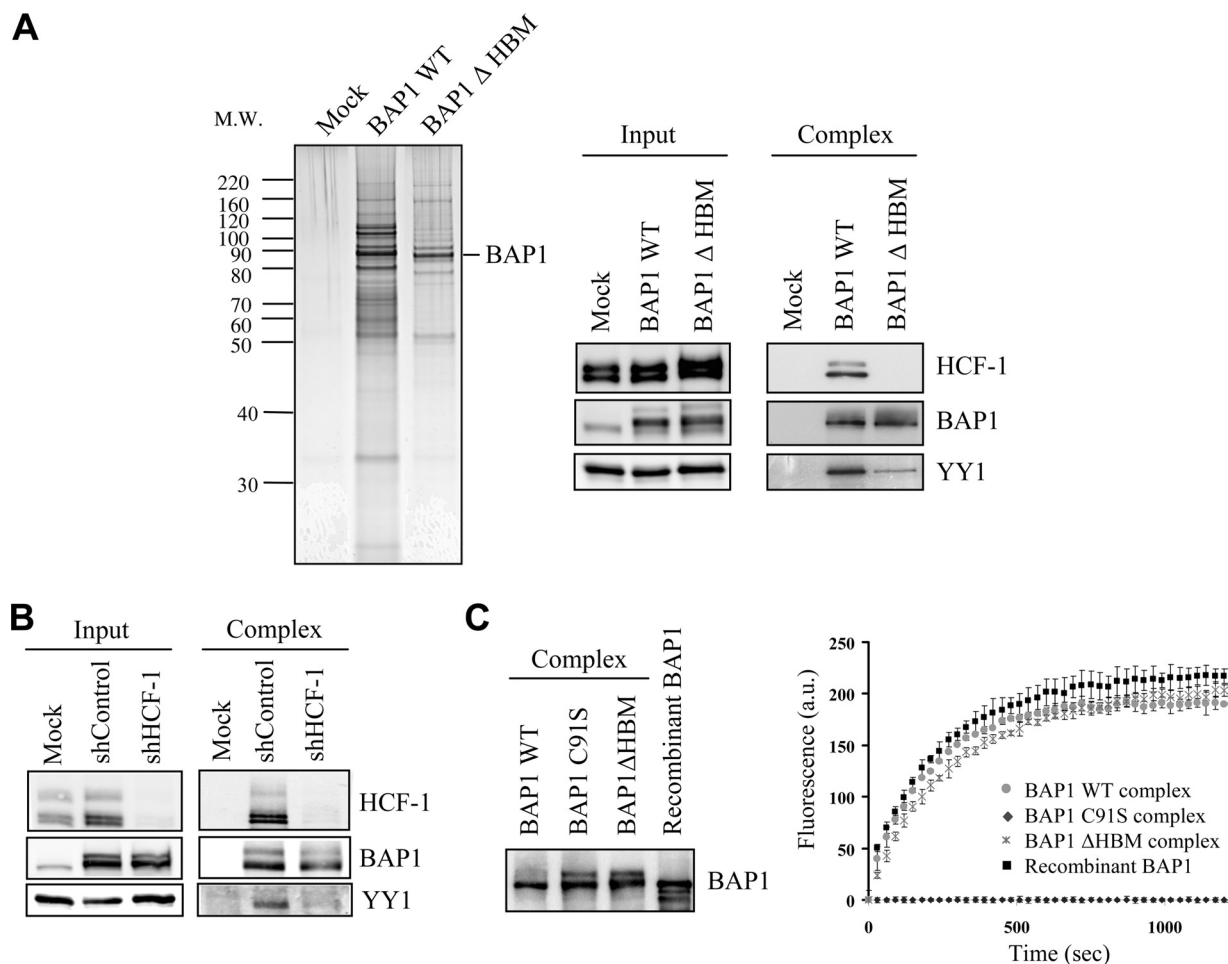 A
M.W.
Mock
BAP1 WT
BAP1 Δ HBM
220
160
120
100
90
80
70
60
50
40
30
BAP1
Input
Complex
Mock
BAP1 WT
BAP1 Δ HBM
Mock
BAP1 WT
BAP1 Δ HBM
HCF-1
BAP1
YY1
B
Input
Complex
Mock
shControl
shHCF-1
Mock
shControl
shHCF-1
HCF-1
BAP1
YY1
C
Complex
BAP1 WT
BAP1 C91S
BAP1ΔHBM
Recombinant BAP1
BAP1
Fluorescence (a.u.)
250
200
150
100
50
0
0
500
1000
Time (sec)
BAP1 WT complex
BAP1 C91S complex
BAP1 ΔHBM complex
Recombinant BAP1